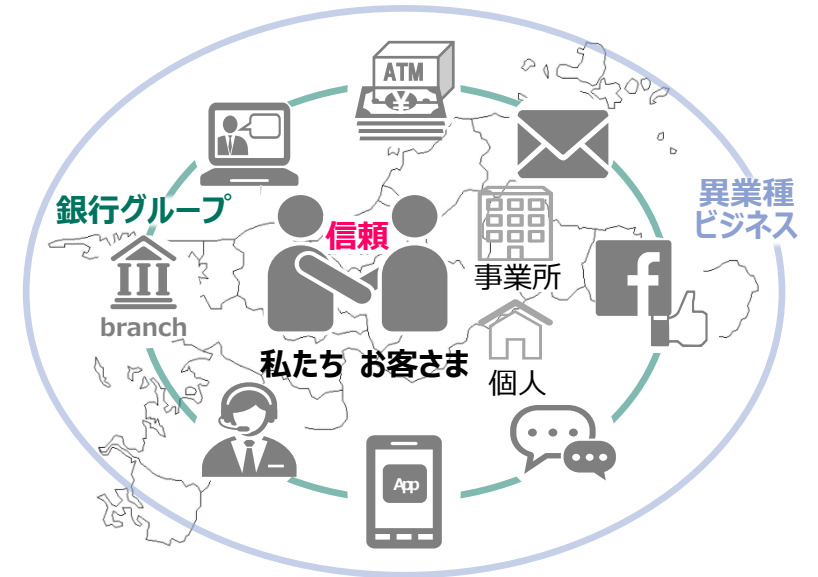 ATM
¥
異業種
ビジネス
銀行グループ
信頼
事業所
f
branch
私たち お客さま
個人
App